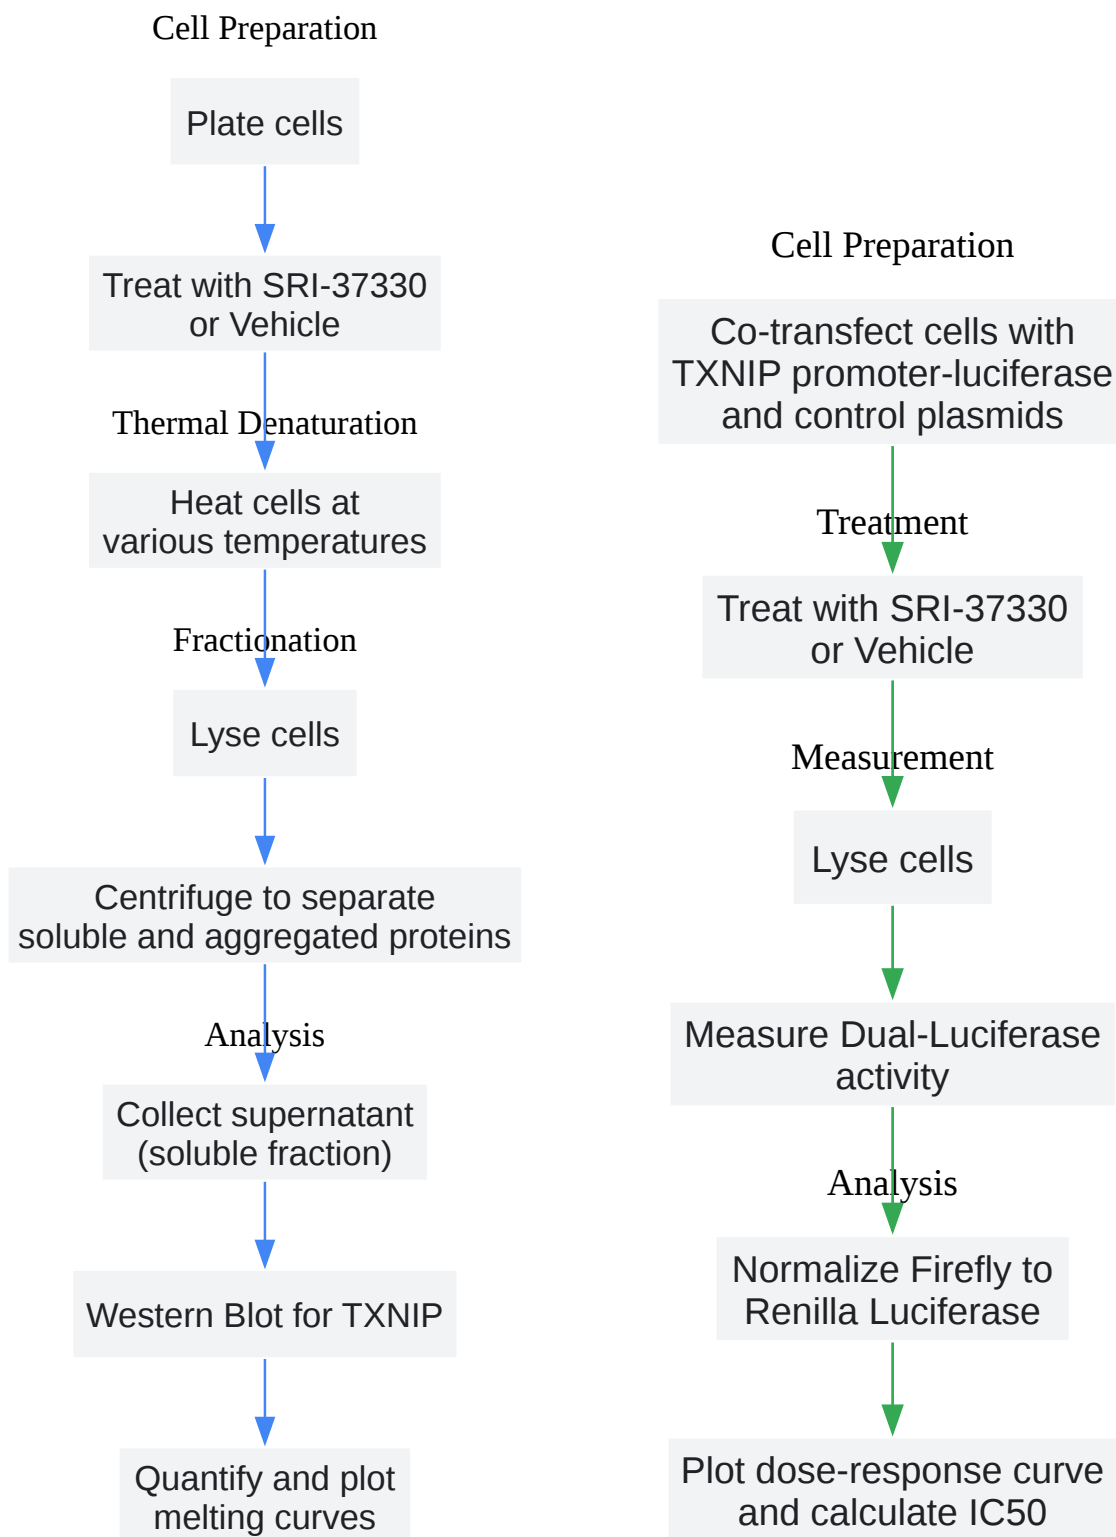 Cell Preparation
Plate cells
Treat with SRI-37330
or Vehicle
Thermal Denaturation
Heat cells at
various temperatures
Fractionation
Lyse cells
Centrifuge to separate
soluble and aggregated proteins
Analysis
Collect supernatant
(soluble fraction)
Western Blot for TXNIP
Quantify and plot
melting curves
Cell Preparation
Co-transfect cells with
TXNIP promoter-luciferase
and control plasmids
Treatment
Treat with SRI-37330
or Vehicle
Measurement
Lyse cells
Measure Dual-Luciferase
activity
Analysis
Normalize Firefly to
Renilla Luciferase
Plot dose-response curve
and calculate IC50